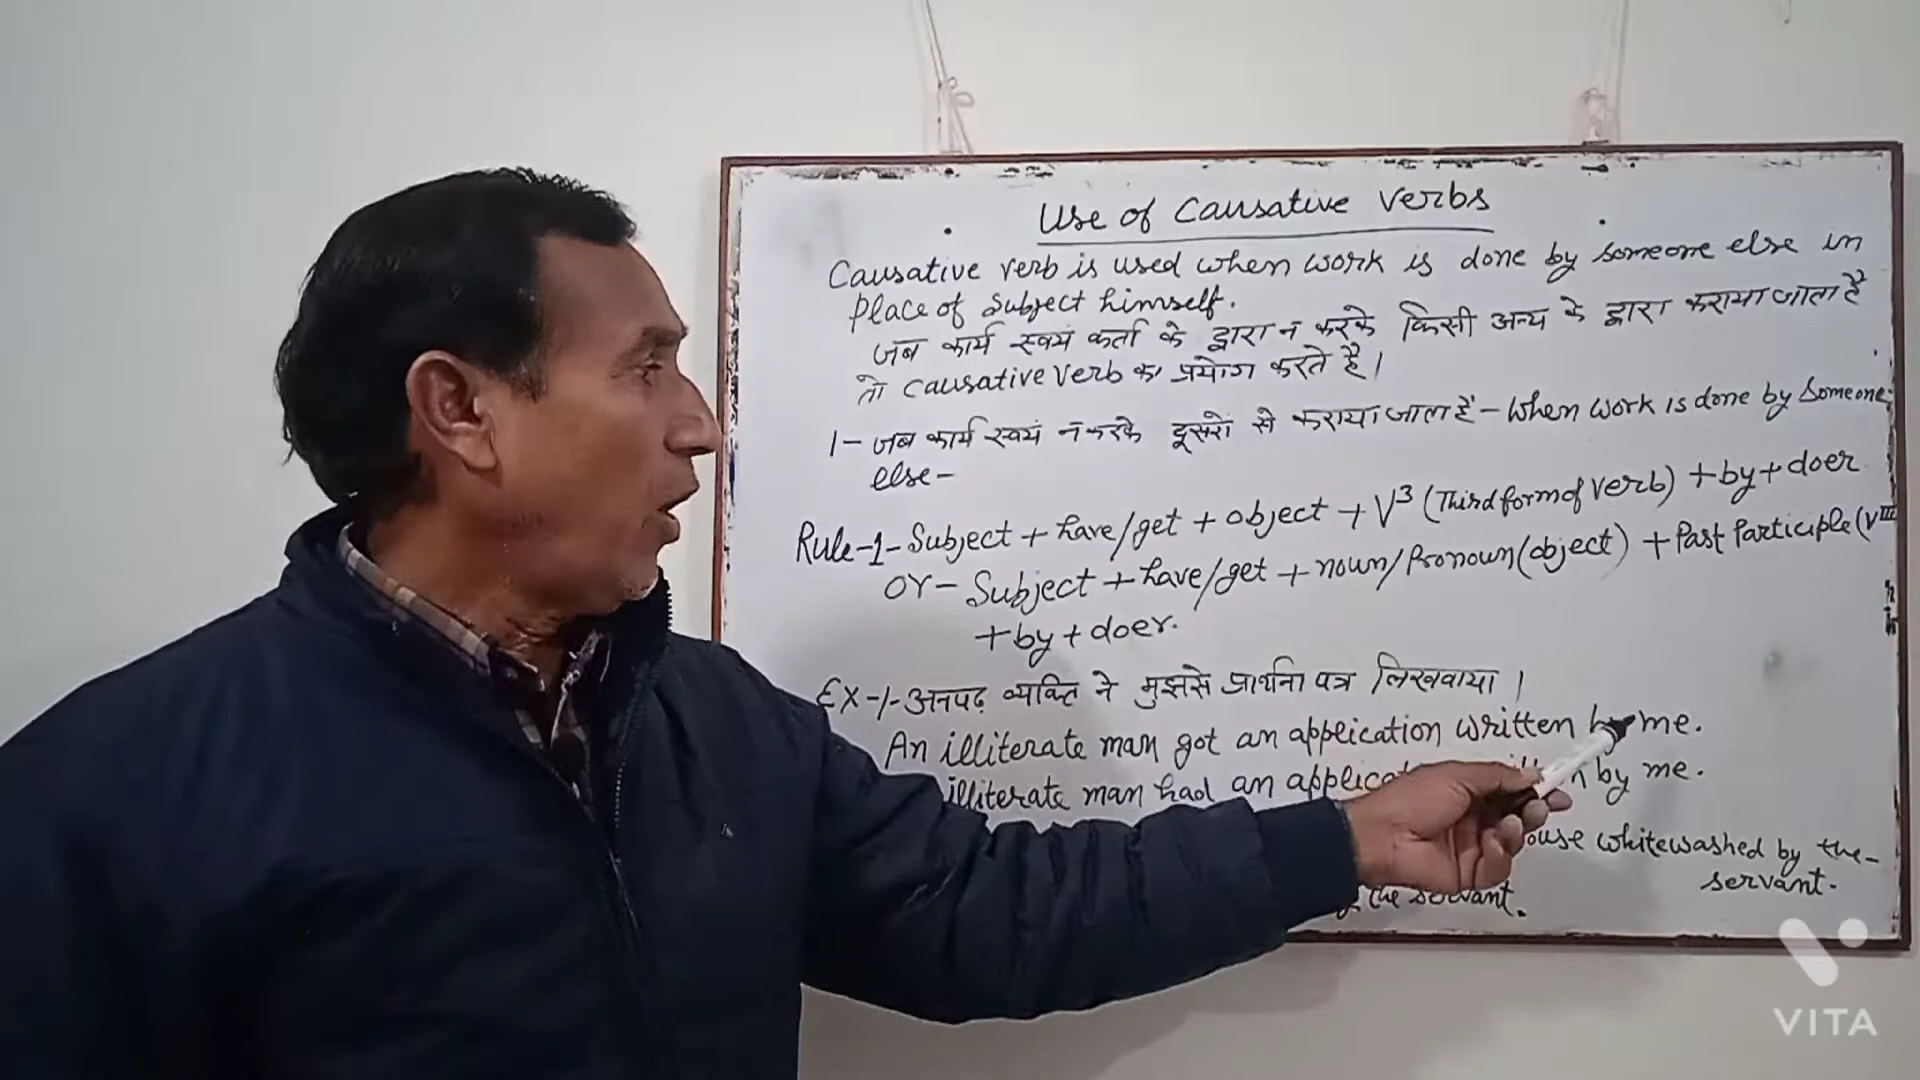 Use of Causative Verbs
Causative verb is used when work is done by someone else in
place of subject himself.
जब कार्य स्वयं कर्ता के द्वारा न करके किसी अन्य के द्वारा कराया जाता है
तो causative verb का प्रयोग करते है।
1- जब कार्य स्वयं न करके दूसरों से कराया जाता है - When work is done by someone
else-
Rule-1- Subject + have/get + object + V3 (Third form of verb) + by + doer
or- Subject + have/get + noun/Pronoun (object) + Past Participle (VIII
+ by + doer.
Ex-1- अनपढ़ व्यक्ति ने मुझसे प्रार्थना पत्र लिखवाया।
An illiterate man got an application written by me.
illiterate man had an by me.
whitewashed by the-
servant.
the servant.
VITA